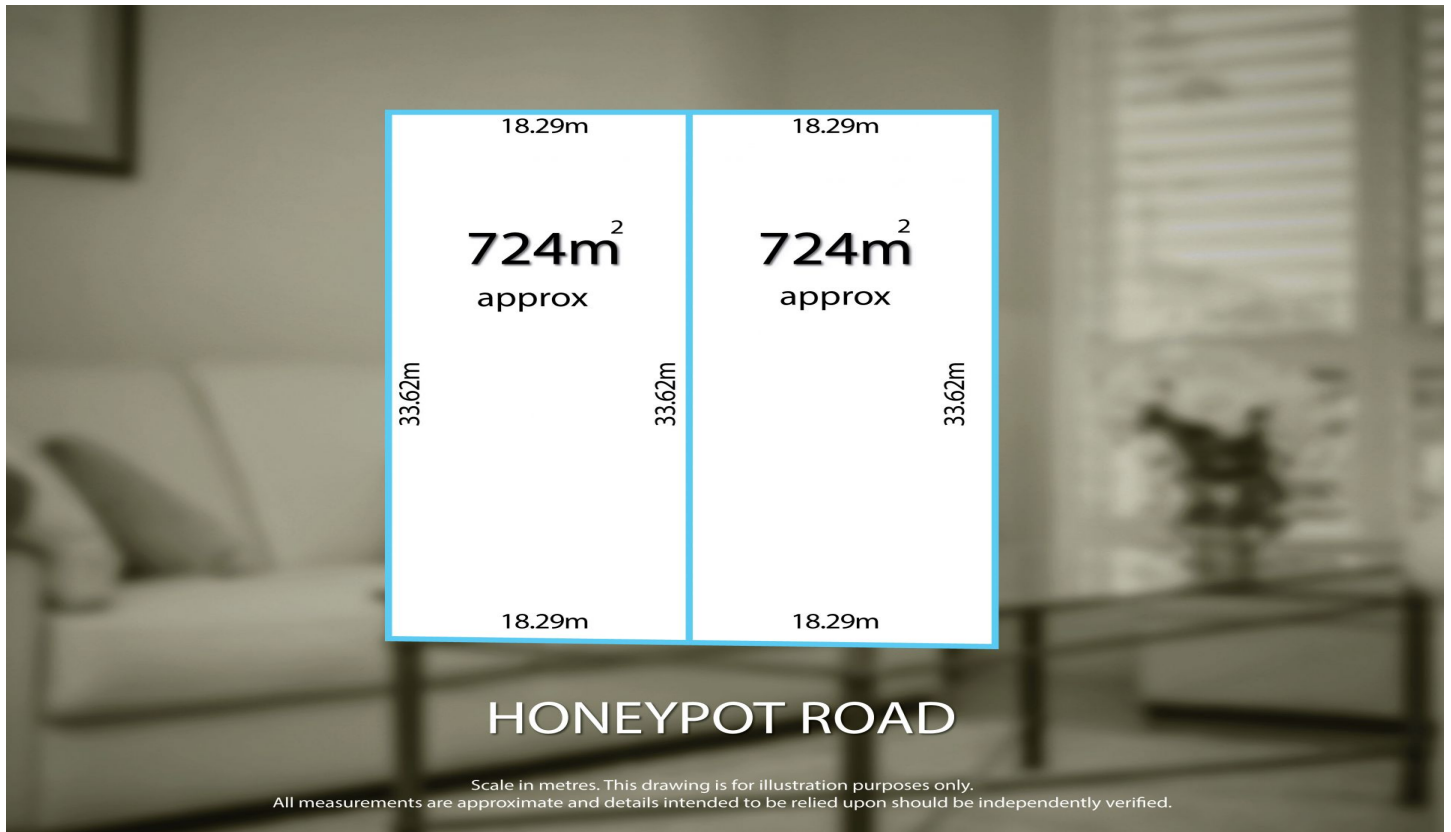 18.29m 18.29m
724m² 724m²
approx approx
33.62m 33.62m 33.62m
18.29m 18.29m
HONEYPOT ROAD
Scale in metres. This drawing is for illustration purposes only.
All measurements are approximate and details intended to be relied upon should be independently verified.